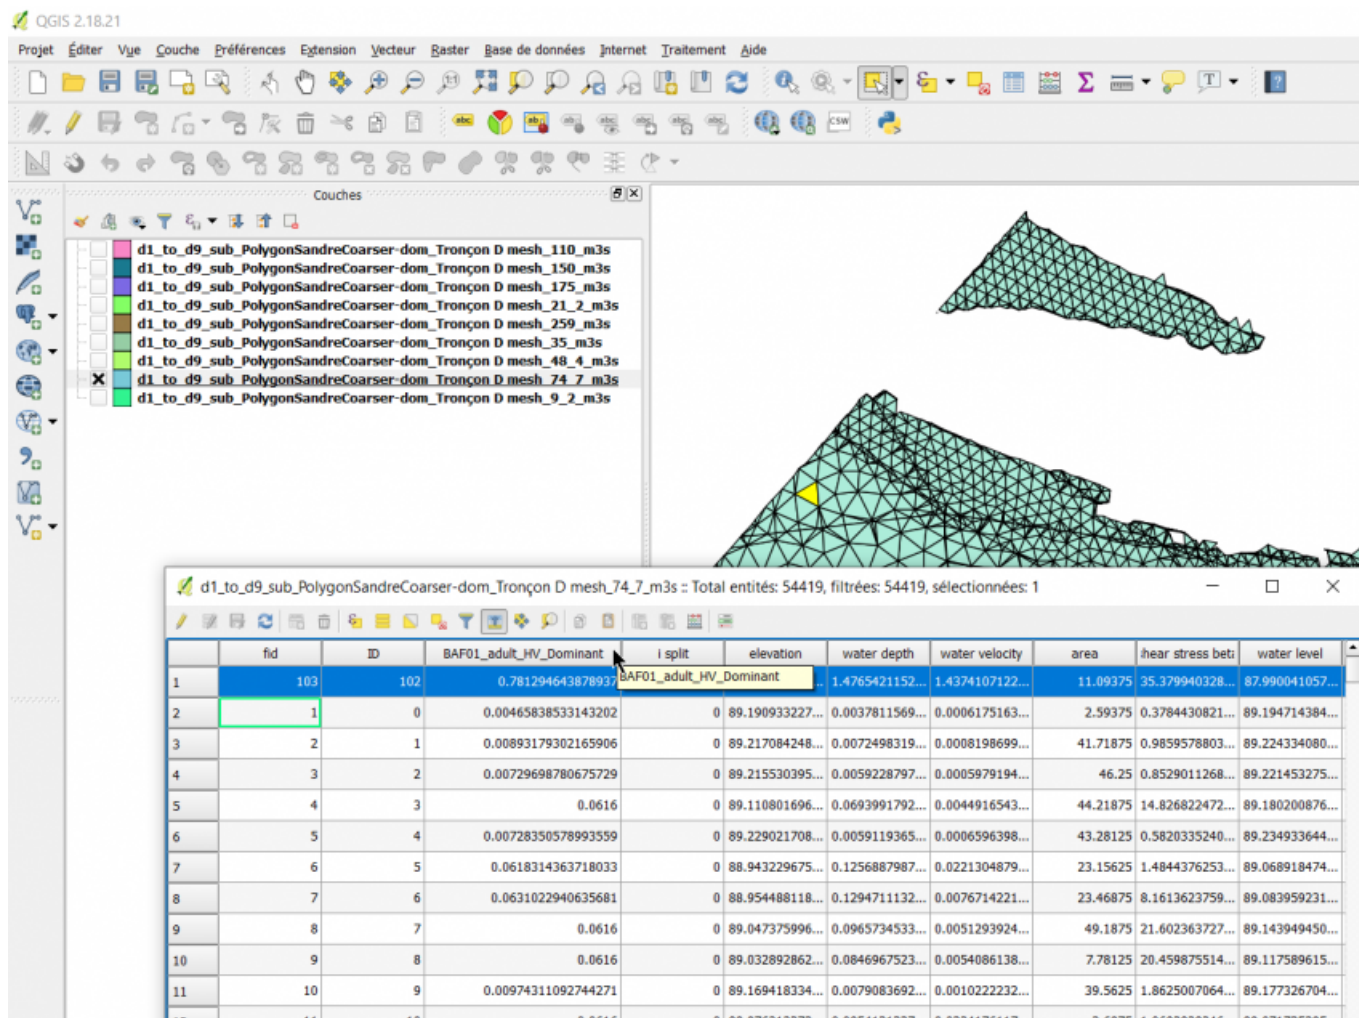 QGIS 2.18.21
Projet Éditer Vue Couche Préférences Extension Vecteur Raster Base de données Internet Traitement Aide
Couches
d1_to_d9_sub_PolygonSandreCoarser-dom_Tronçon D mesh_110_m3s
d1_to_d9_sub_PolygonSandreCoarser-dom_Tronçon D mesh_150_m3s
d1_to_d9_sub_PolygonSandreCoarser-dom_Tronçon D mesh_175_m3s
d1_to_d9_sub_PolygonSandreCoarser-dom_Tronçon D mesh_21_2_m3s
d1_to_d9_sub_PolygonSandreCoarser-dom_Tronçon D mesh_259_m3s
d1_to_d9_sub_PolygonSandreCoarser-dom_Tronçon D mesh_35_m3s
d1_to_d9_sub_PolygonSandreCoarser-dom_Tronçon D mesh_48_4_m3s
d1_to_d9_sub_PolygonSandreCoarser-dom_Tronçon D mesh_74_7_m3s
d1_to_d9_sub_PolygonSandreCoarser-dom_Tronçon D mesh_9_2_m3s
d1_to_d9_sub_PolygonSandreCoarser-dom_Tronçon D mesh_74_7_m3s :: Total entités: 54419, filtrées: 54419, sélectionnées: 1
fid ID BAF01_adult_HV_Dominant i split elevation water depth water velocity area hear stress beta water level
1 103 102 0.781294643878937 1.4765421152... 1.4374107122... 11.09375 35.379940328... 87.990041057...
BAF01_adult_HV_Dominant
2 1 0 0.00465838533143202 0 89.190933227... 0.0037811569... 0.0006175163... 2.59375 0.3784430821... 89.194714384...
3 2 1 0.00893179302165906 0 89.217084248... 0.0072498319... 0.0008198699... 41.71875 0.9859578803... 89.224334080...
4 3 2 0.00729698780675729 0 89.215530395... 0.0059228797... 0.0005979194... 46.25 0.8529011268... 89.221453275...
5 4 3 0.0616 0 89.110801696... 0.0693991792... 0.0044916543... 44.21875 14.826822472... 89.180200876...
6 5 4 0.00728350578993559 0 89.229021708... 0.0059119365... 0.0006596398... 43.28125 0.5820335240... 89.234933644...
7 6 5 0.0618314363718033 0 88.943229675... 0.1256887987... 0.0221304879... 23.15625 1.4844376253... 89.068918474...
8 7 6 0.0631022940635681 0 88.954488118... 0.1294711132... 0.0076714221... 23.46875 8.1613623759... 89.083959231...
9 8 7 0.0616 0 89.047375996... 0.0965734533... 0.0051293924... 49.1875 21.602363727... 89.143949450...
10 9 8 0.0616 0 89.032892862... 0.0846967523... 0.0054086138... 7.78125 20.459875514... 89.117589615...
11 10 9 0.00974311092744271 0 89.169418334... 0.0079083692... 0.0010222232... 39.5625 1.8625007064... 89.177326704...